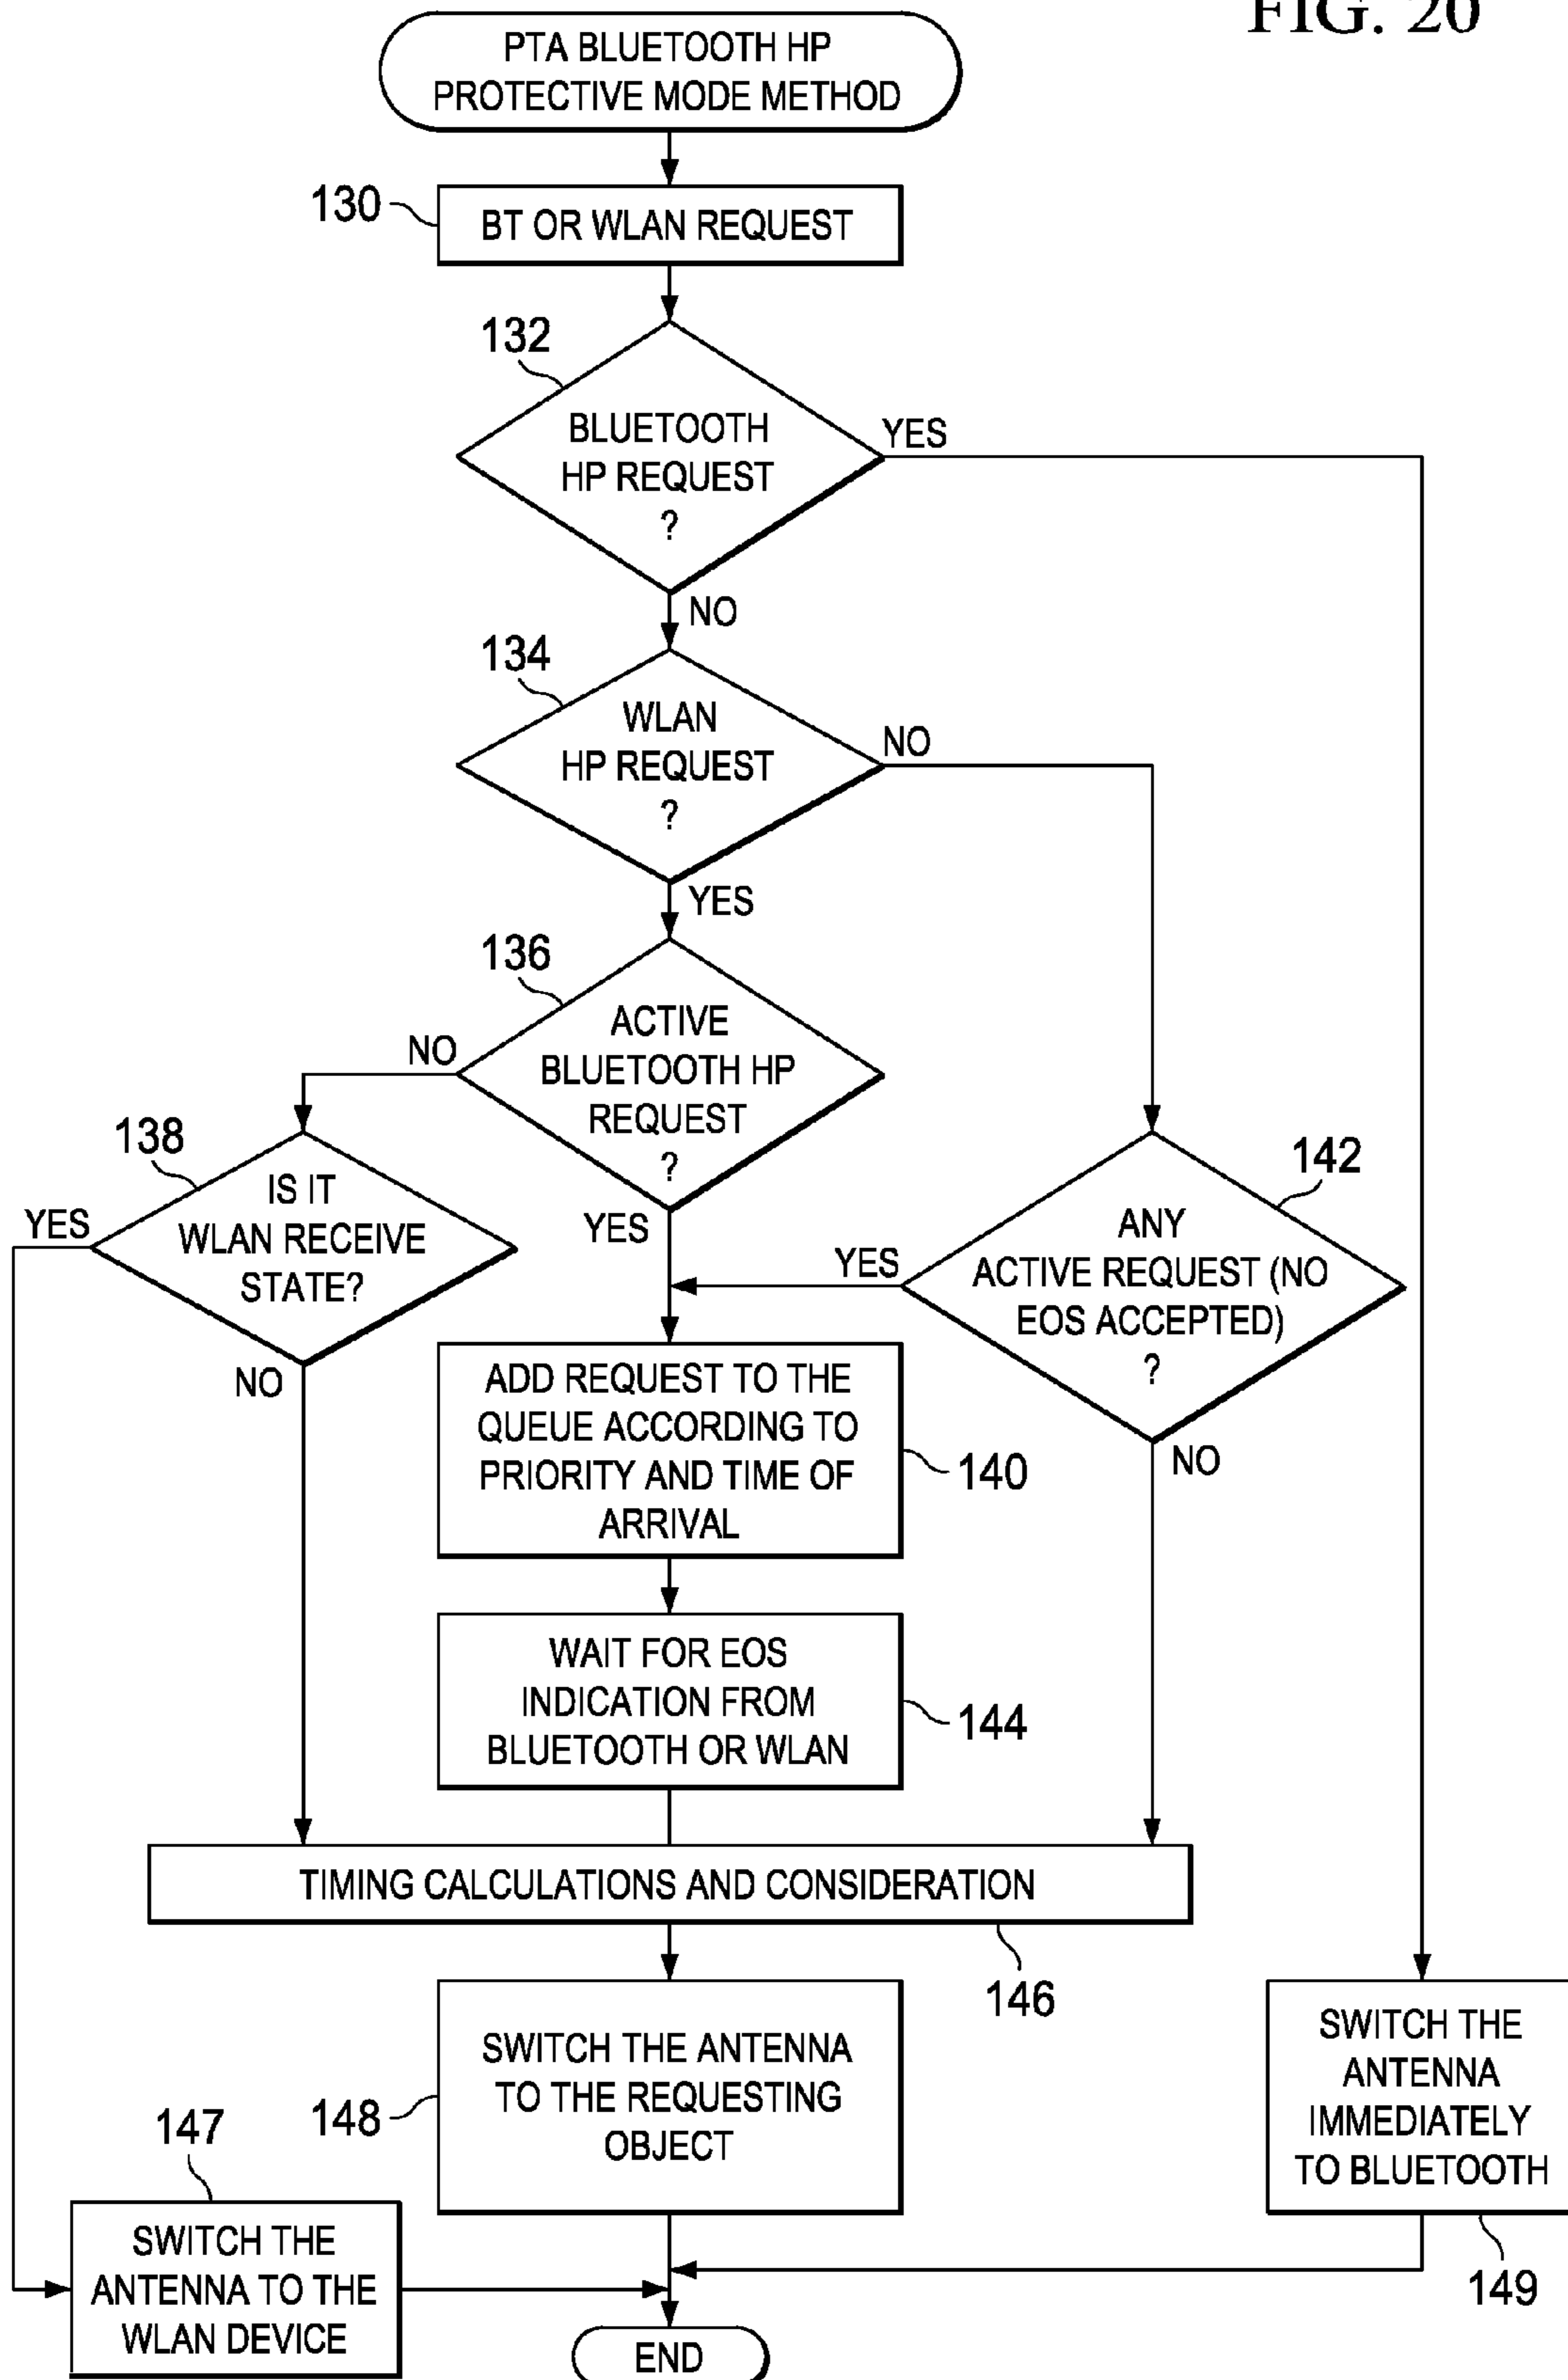 FIG. 20
PTA BLUETOOTH HP
PROTECTIVE MODE METHOD
130
BT OR WLAN REQUEST
132
BLUETOOTH
HP REQUEST
?
YES
NO
134
WLAN
HP REQUEST
?
NO
YES
136
ACTIVE
BLUETOOTH HP
REQUEST
?
NO
YES
138
IS IT
WLAN RECEIVE
STATE?
YES
NO
142
ANY
ACTIVE REQUEST (NO
EOS ACCEPTED)
?
YES
NO
ADD REQUEST TO THE
QUEUE ACCORDING TO
PRIORITY AND TIME OF
ARRIVAL
140
WAIT FOR EOS
INDICATION FROM
BLUETOOTH OR WLAN
144
TIMING CALCULATIONS AND CONSIDERATION
146
SWITCH THE ANTENNA
TO THE REQUESTING
OBJECT
148
SWITCH THE
ANTENNA
IMMEDIATELY
TO BLUETOOTH
149
147
SWITCH THE
ANTENNA TO THE
WLAN DEVICE
END